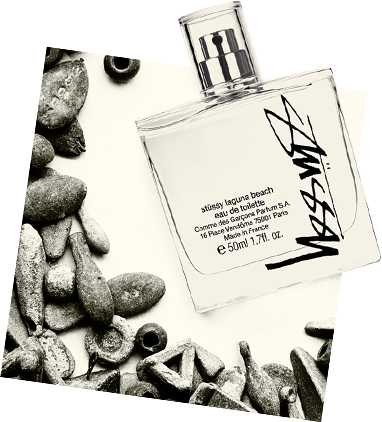 stüssy laguna beach
eau de toilette
Comme des Garçons Parfum S.A.
16 Place Vendôme 75001 Paris
Made in France
e 50ml 1.7fl. oz.
Stüssy